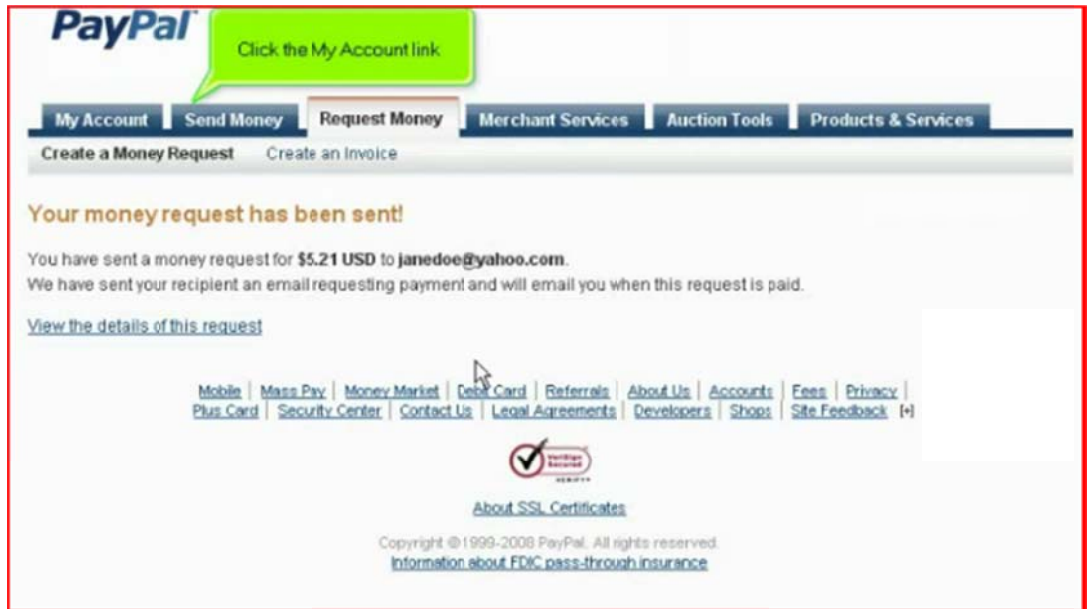 PayPal
Click the My Account link
My Account Send Money Request Money Merchant Services Auction Tools Products & Services
Create a Money Request Create an Invoice
Your money request has been sent!
You have sent a money request for $5.21 USD to janedoe@yahoo.com.
We have sent your recipient an email requesting payment and will email you when this request is paid.
View the details of this request
Mobile | Mass Pay | Money Market | Debit Card | Referrals | About Us | Accounts | Fees | Privacy |
Plus Card | Security Center | Contact Us | Legal Agreements | Developers | Shops | Site Feedback [+]
VeriSign
Secured
VERIFY
About SSL Certificates
Copyright © 1999-2008 PayPal. All rights reserved.
Information about FDIC pass-through insurance